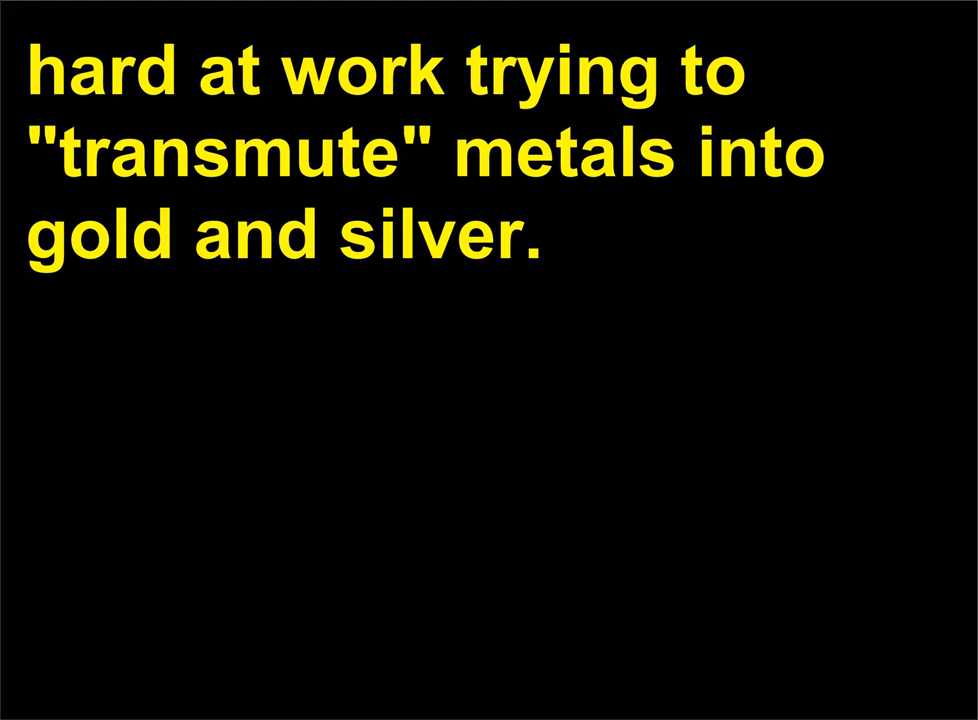 hard at work trying to
"transmute" metals into
gold and silver.